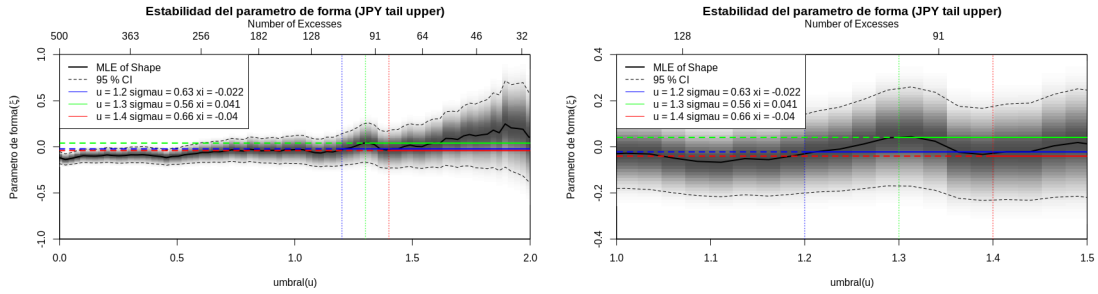 Estabilidad del parametro de forma (JPY tail upper)
Number of Excesses
500 363 256 182 128 91 64 46 32
Parametro de forma(ξ)
1.0
0.5
0.0
-0.5
-1.0
MLE of Shape
95 % CI
u = 1.2 sigmau = 0.63 xi = -0.022
u = 1.3 sigmau = 0.56 xi = 0.041
u = 1.4 sigmau = 0.66 xi = -0.04
0.0 0.5 1.0 1.5 2.0
umbral(u)
Estabilidad del parametro de forma (JPY tail upper)
Number of Excesses
128 91
Parametro de forma(ξ)
0.4
0.2
0.0
-0.2
-0.4
MLE of Shape
95 % CI
u = 1.2 sigmau = 0.63 xi = -0.022
u = 1.3 sigmau = 0.56 xi = 0.041
u = 1.4 sigmau = 0.66 xi = -0.04
1.0 1.1 1.2 1.3 1.4 1.5
umbral(u)